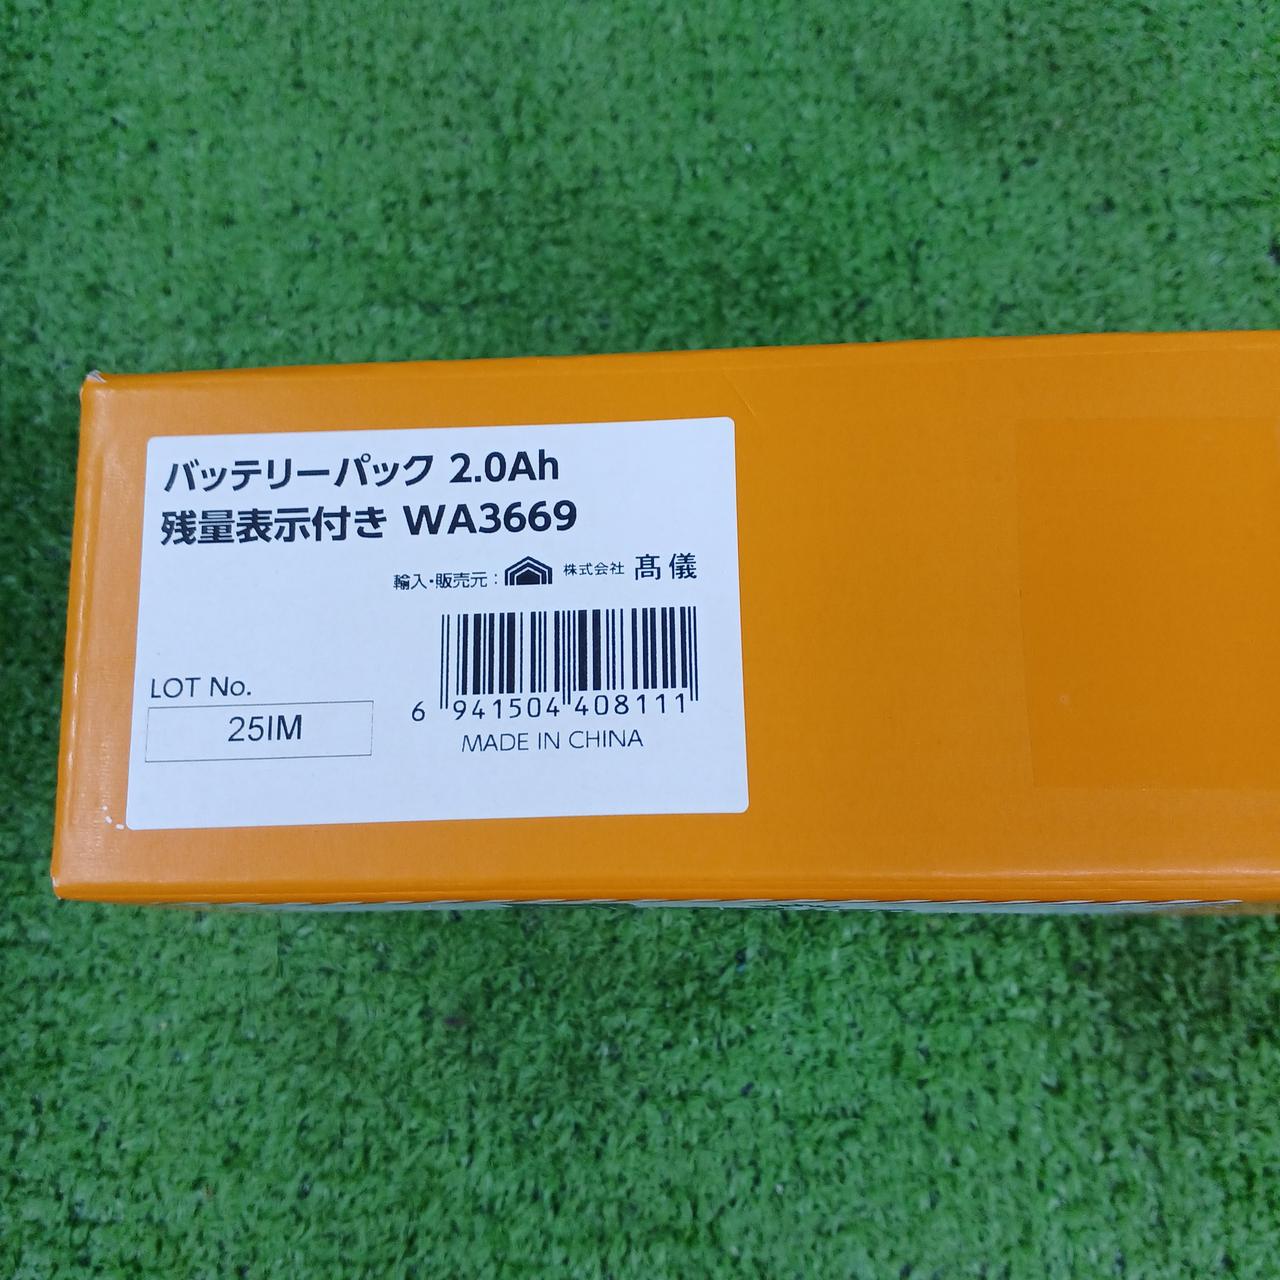 バッテリーパック 2.0Ah
残量表示付き WA3669
輸入・販売元： 株式会社 髙儀
LOT No.
25IM
6 941504 408111
MADE IN CHINA